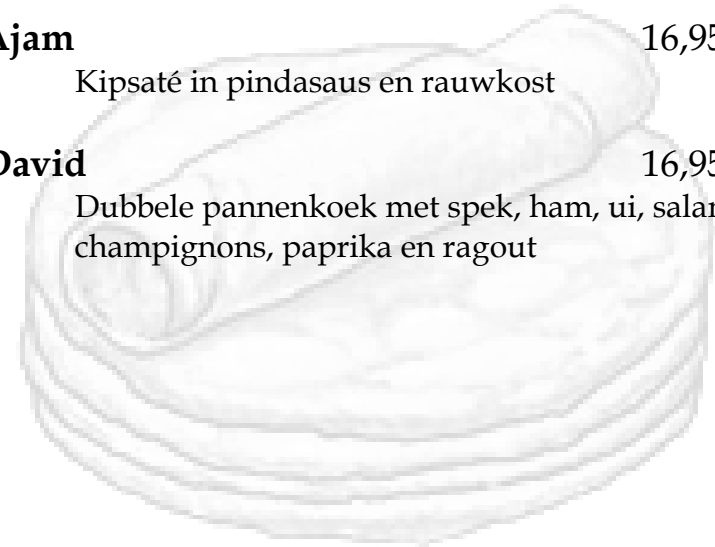 Ajam 16,95
Kipsaté in pindasaus en rauwkost
David 16,95
Dubbele pannenkoek met spek, ham, ui,
champignons, paprika en ragout